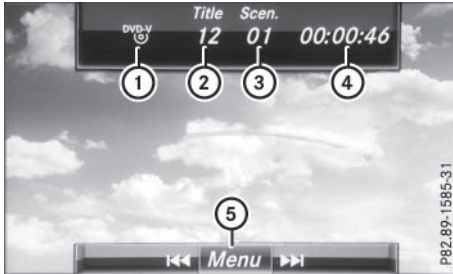 Title Scen.
DVD-V 12 01 00:00:46
1 2 3 4
5
Menu
P82.89-1585-31